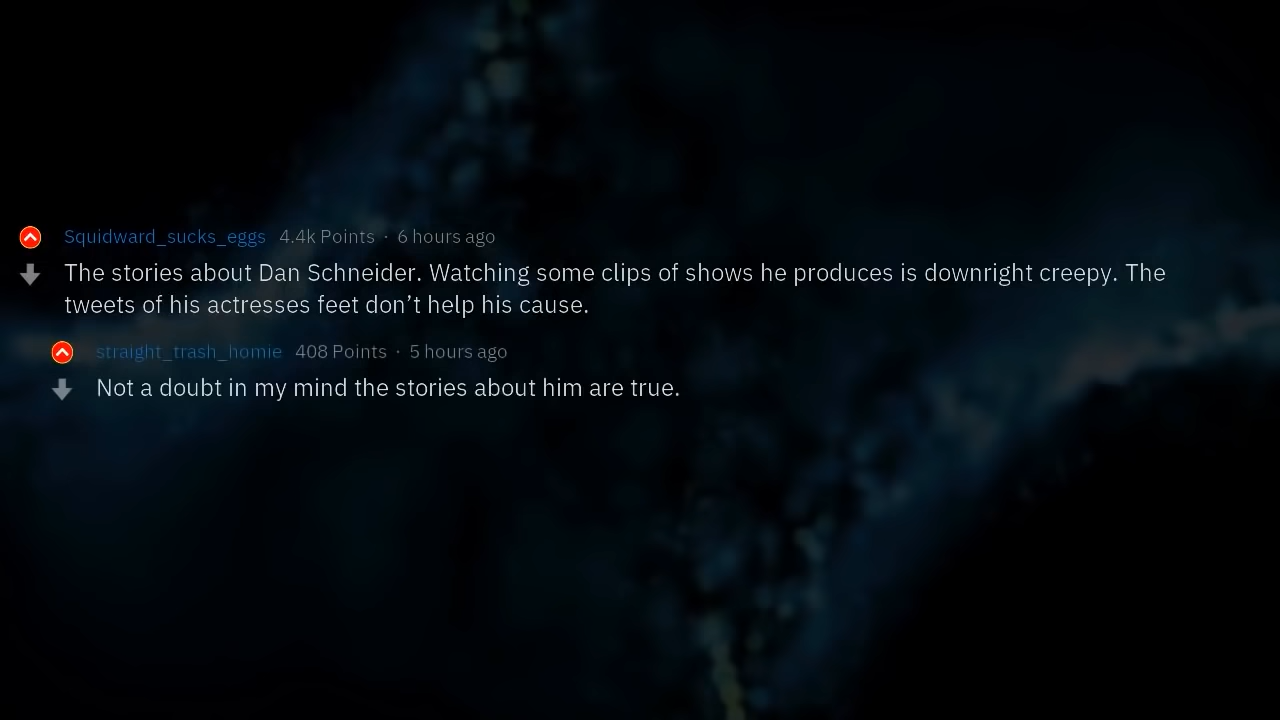 Squidward_sucks_eggs 4.4k Points · 6 hours ago
The stories about Dan Schneider. Watching some clips of shows he produces is downright creepy. The
tweets of his actresses feet don’t help his cause.
straight_trash_homie 408 Points · 5 hours ago
Not a doubt in my mind the stories about him are true.